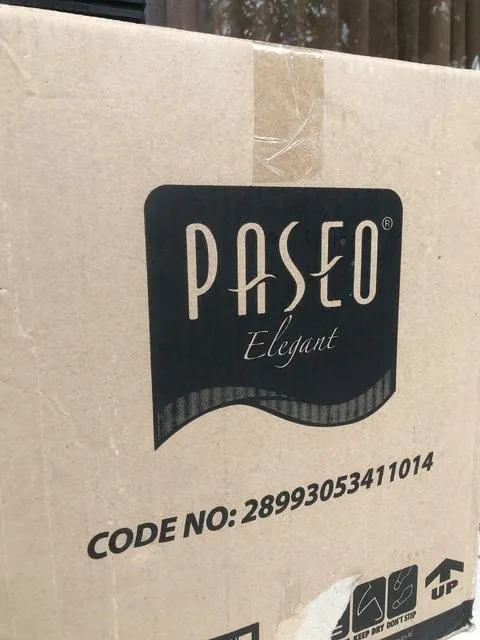 PASEO®
Elegant
CODE NO: 28993053411014
KEEP DRY DON'T STEP
UP